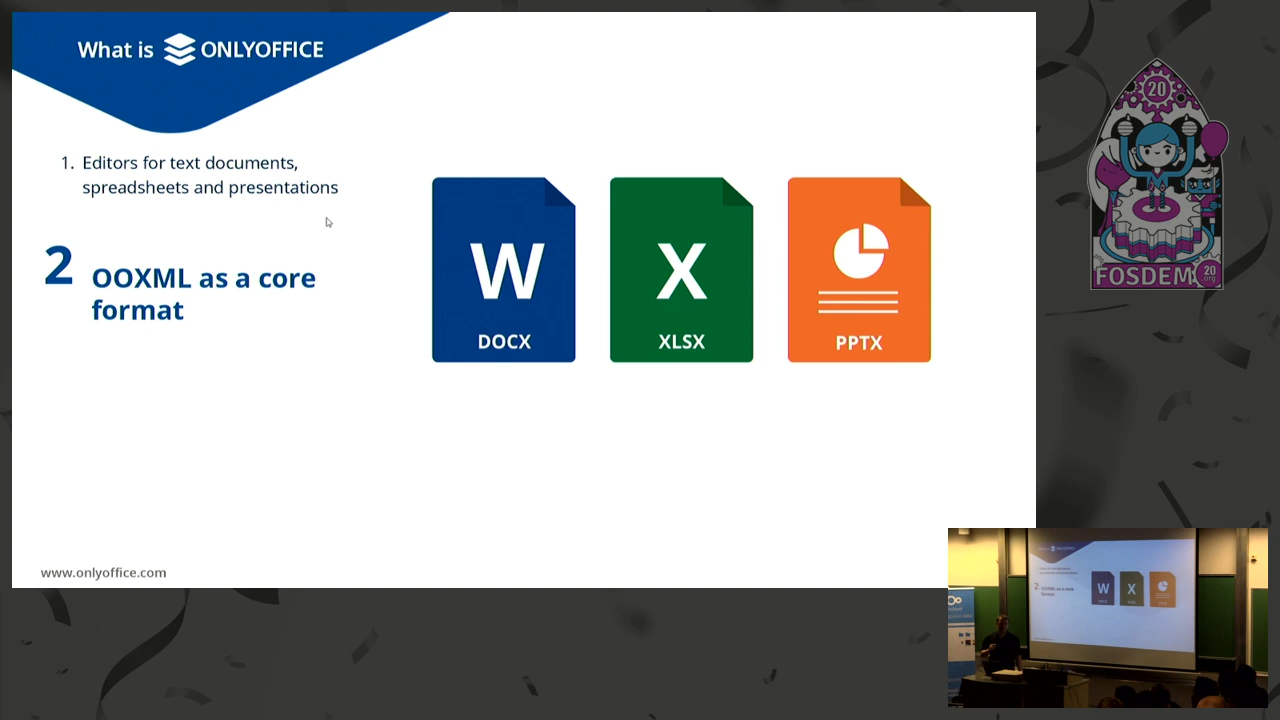 What is ONLYOFFICE
1. Editors for text documents,
spreadsheets and presentations
2 OOXML as a core
format
W
DOCX
X
XLSX
PPTX
www.onlyoffice.com
20
FOSDEM
20
org
W
X